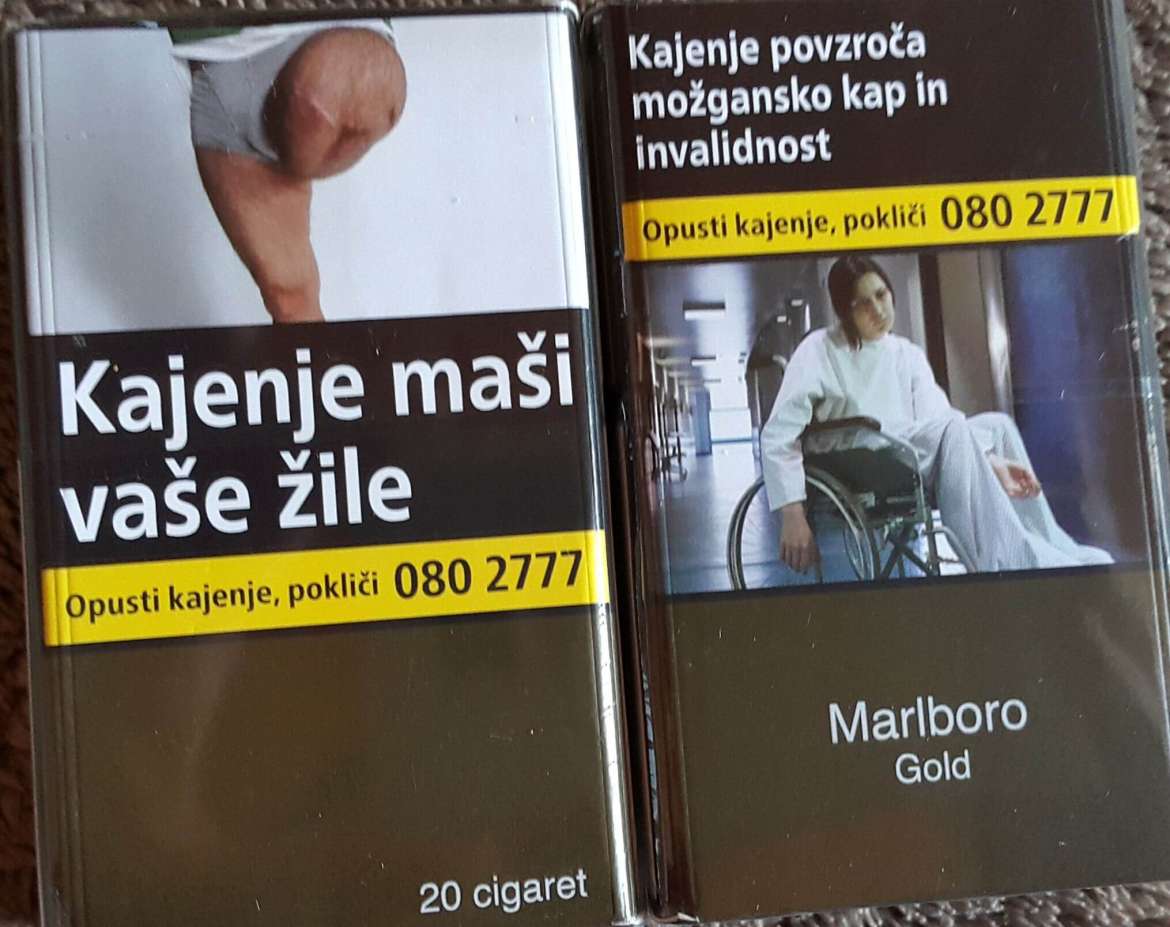 Kajenje maši
vaše žile
Opusti kajenje, pokliči 080 2777
20 cigaret
Kajenje povzroča
možgansko kap in
invalidnost
Opusti kajenje, pokliči 080 2777
Marlboro
Gold